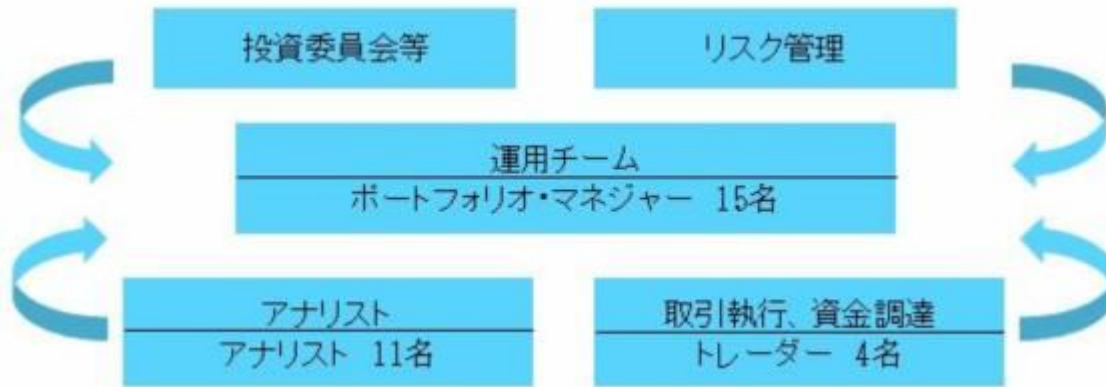 投資委員会等
リスク管理
運用チーム
ポートフォリオ・マネジャー 15名
アナリスト
アナリスト 11名
取引執行、資金調達
トレーダー 4名